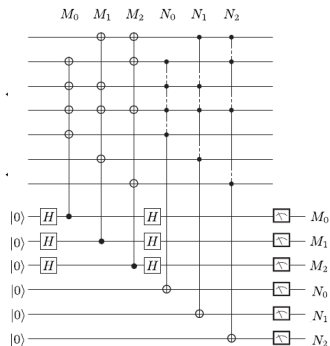 M₀ M₁ M₂ N₀ N₁ N₂
|0⟩ H H M₀
|0⟩ H H M₁
|0⟩ H H M₂
|0⟩ N₀
|0⟩ N₁
|0⟩ N₂